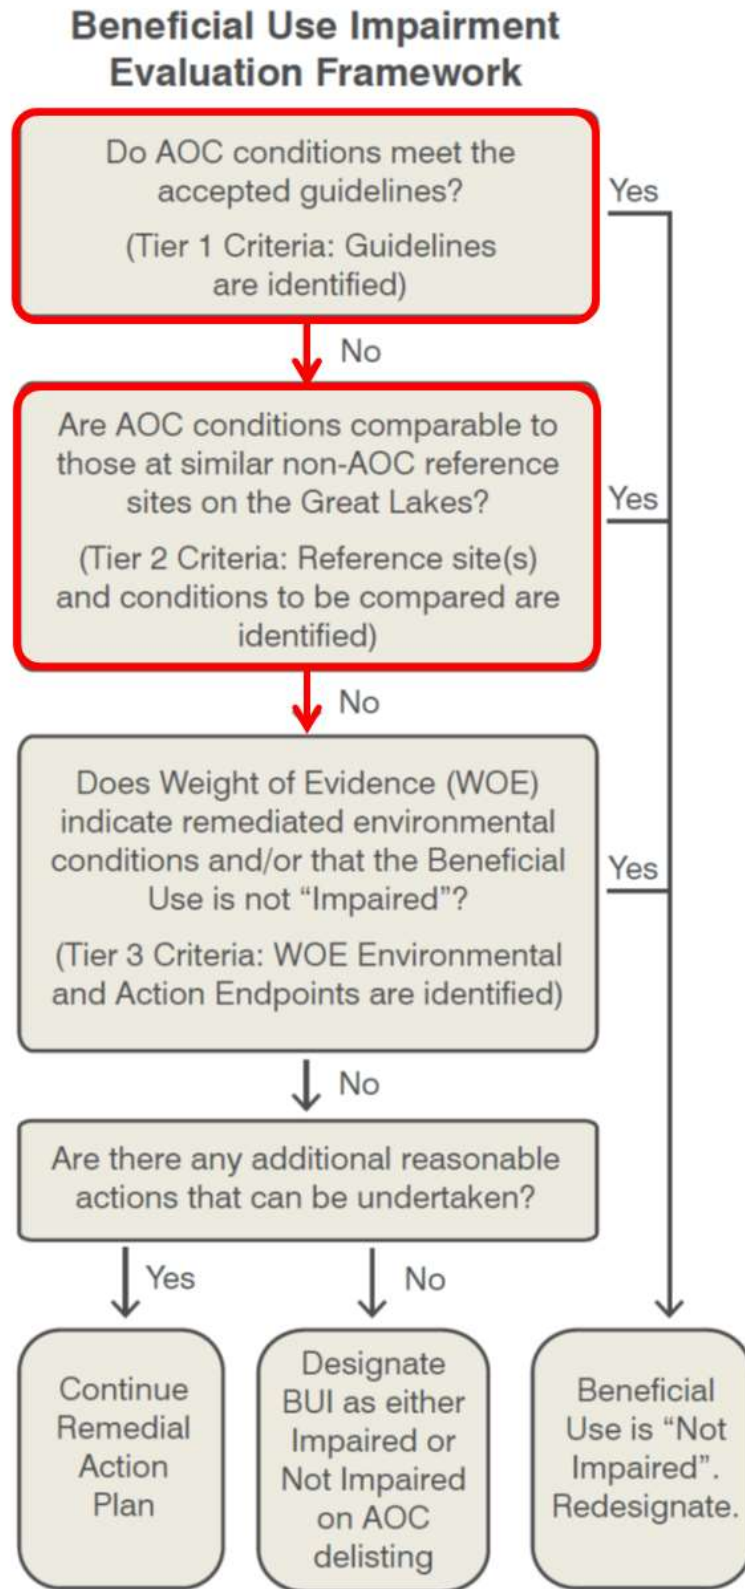 Beneficial Use Impairment
Evaluation Framework
Do AOC conditions meet the
accepted guidelines?
(Tier 1 Criteria: Guidelines
are identified)
Yes
No
Are AOC conditions comparable to
those at similar non-AOC reference
sites on the Great Lakes?
(Tier 2 Criteria: Reference site(s)
and conditions to be compared are
identified)
Yes
No
Does Weight of Evidence (WOE)
indicate remediated environmental
conditions and/or that the Beneficial
Use is not “Impaired”?
(Tier 3 Criteria: WOE Environmental
and Action Endpoints are identified)
Yes
No
Are there any additional reasonable
actions that can be undertaken?
Yes
No
Continue
Remedial
Action
Plan
Designate
BUI as either
Impaired or
Not Impaired
on AOC
delisting
Beneficial
Use is “Not
Impaired”.
Redesignate.